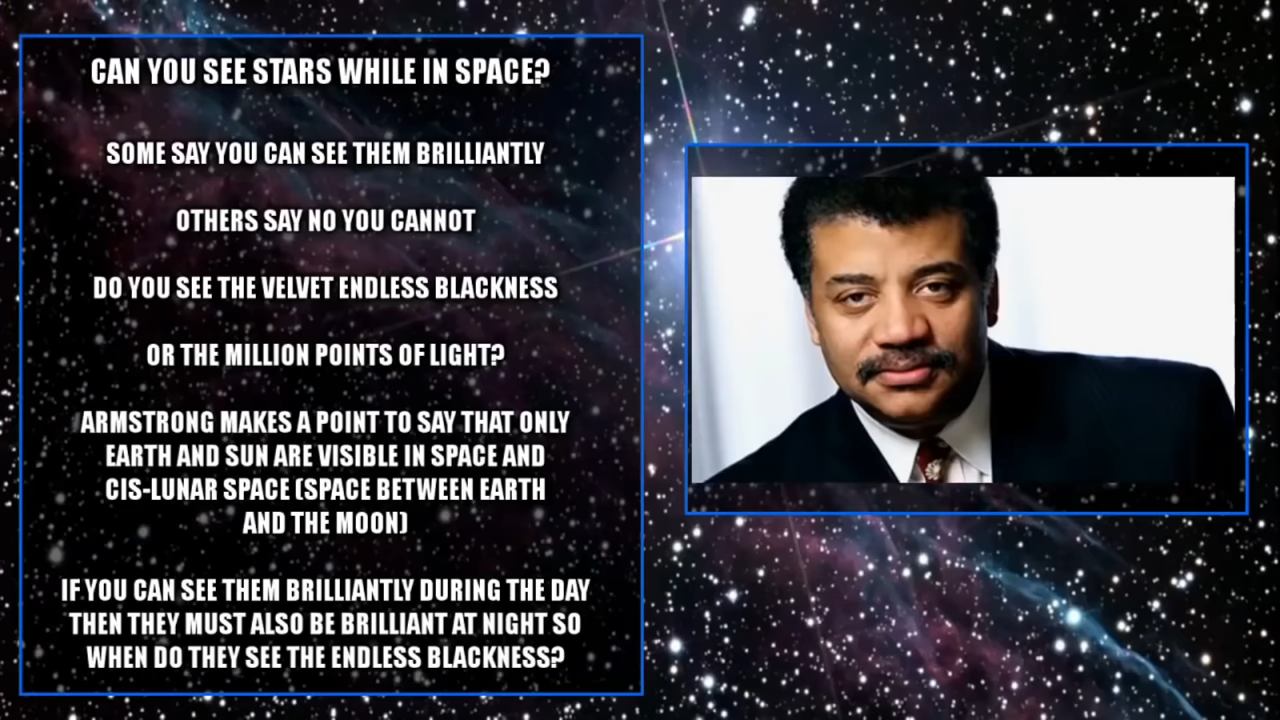 CAN YOU SEE STARS WHILE IN SPACE?
SOME SAY YOU CAN SEE THEM BRILLIANTLY
OTHERS SAY NO YOU CANNOT
DO YOU SEE THE VELVET ENDLESS BLACKNESS
OR THE MILLION POINTS OF LIGHT?
ARMSTRONG MAKES A POINT TO SAY THAT ONLY
EARTH AND SUN ARE VISIBLE IN SPACE AND
CIS-LUNAR SPACE (SPACE BETWEEN EARTH
AND THE MOON)
IF YOU CAN SEE THEM BRILLIANTLY DURING THE DAY
THEN THEY MUST ALSO BE BRILLIANT AT NIGHT SO
WHEN DO THEY SEE THE ENDLESS BLACKNESS?